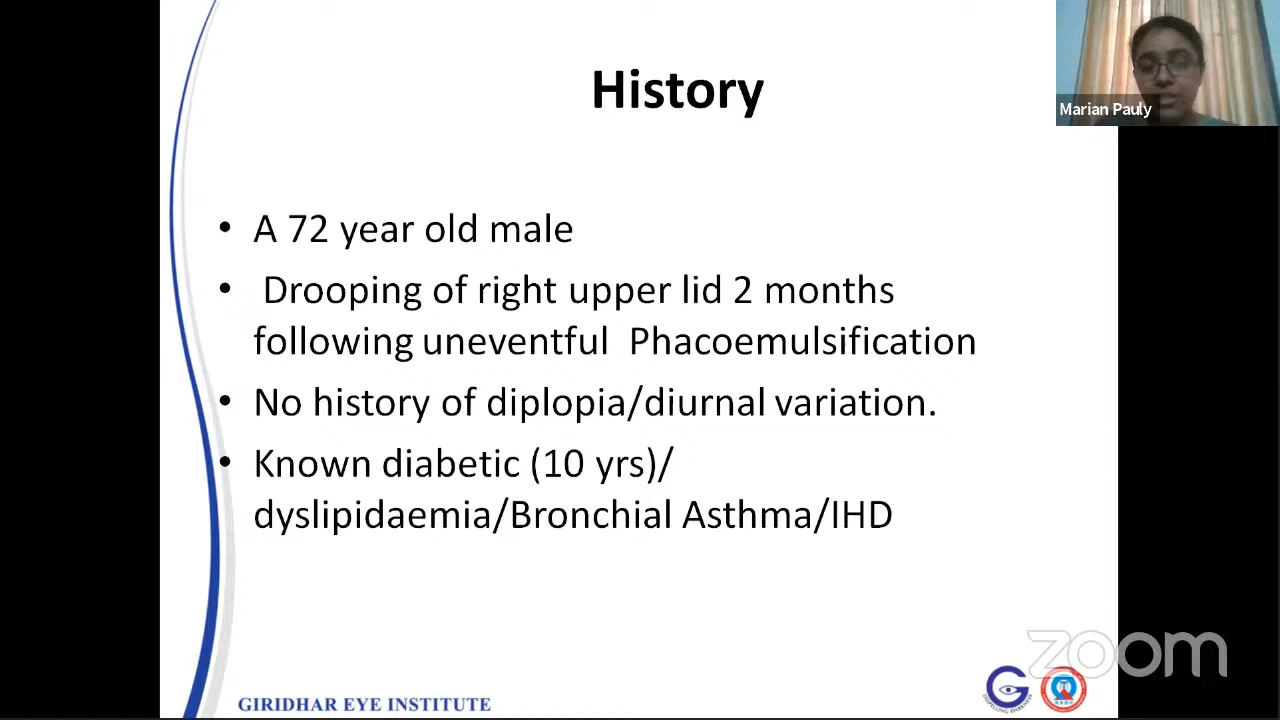 History
Marian Pauly
• A 72 year old male
• Drooping of right upper lid 2 months
following uneventful Phacoemulsification
• No history of diplopia/diurnal variation.
• Known diabetic (10 yrs)/
dyslipidaemia/Bronchial Asthma/IHD
zoom
GIRIDHAR EYE INSTITUTE